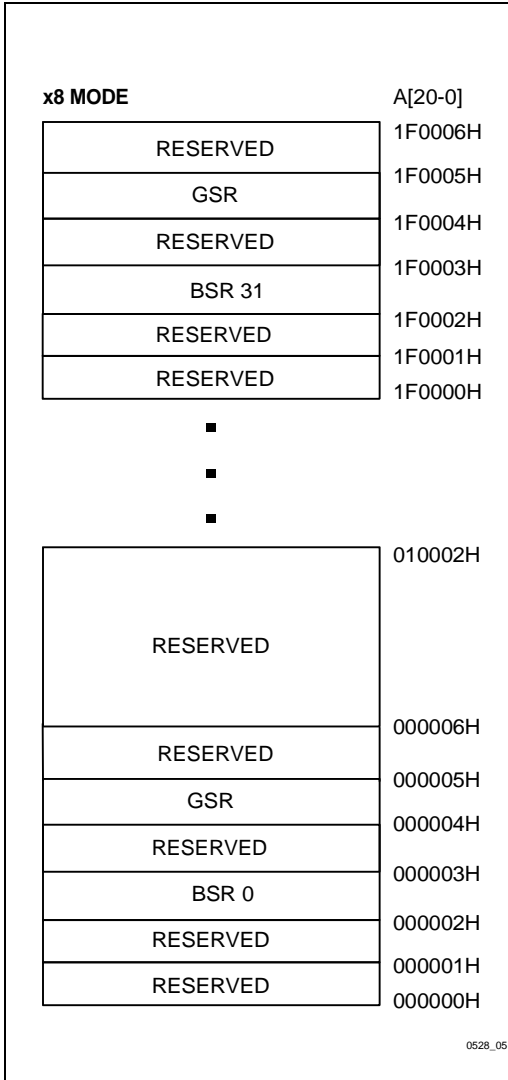 x8 MODE A[20-0]
1F0006H
RESERVED
1F0005H
GSR
1F0004H
RESERVED
1F0003H
BSR 31
1F0002H
RESERVED
1F0001H
RESERVED
1F0000H
010002H
RESERVED
000006H
RESERVED
000005H
GSR
000004H
RESERVED
000003H
BSR 0
000002H
RESERVED
000001H
RESERVED
000000H
0528_05